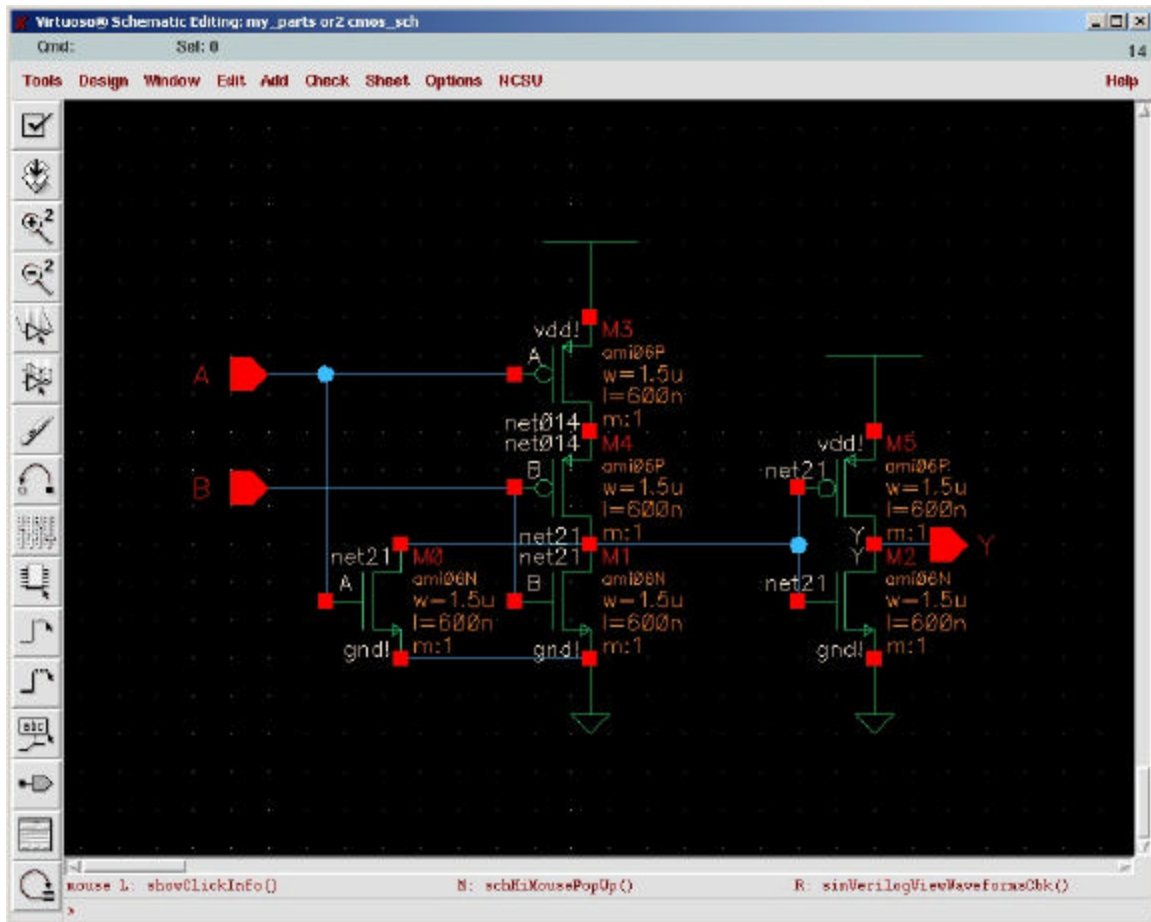 Virtuoso® Schematic Editing: my_parts or2 cmos_sch
Cmd: Sel: 0
14
Tools Design Window Edit Add Check Sheet Options NCSU Help
vdd! M3
A A ami06P
w=1.5u
l=600n
net014 m:1
net014 M4
vdd! M5
B B ami06P
w=1.5u
l=600n
net21 m:1
net21 ami06P
w=1.5u
l=600n
Y m:1
Y M2
Y
net21 M0
A ami06N
w=1.5u
l=600n
gnd! m:1
net21 M1
B ami06N
w=1.5u
l=600n
gnd! m:1
net21 ami06N
w=1.5u
l=600n
gnd! m:1
abc
mouse L: showClickInfo() M: schHiMousePopUp() R: sinVerilogViewWaveformsCbk()
>